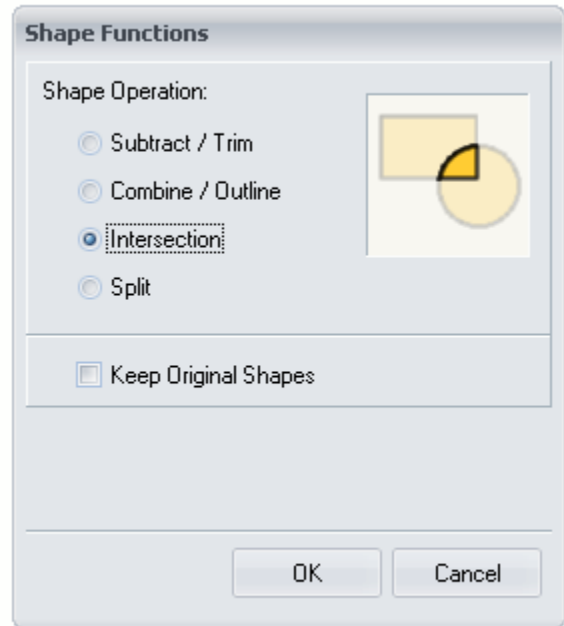 Shape Functions
Shape Operation:
Subtract / Trim
Combine / Outline
Intersection
Split
Keep Original Shapes
OK Cancel